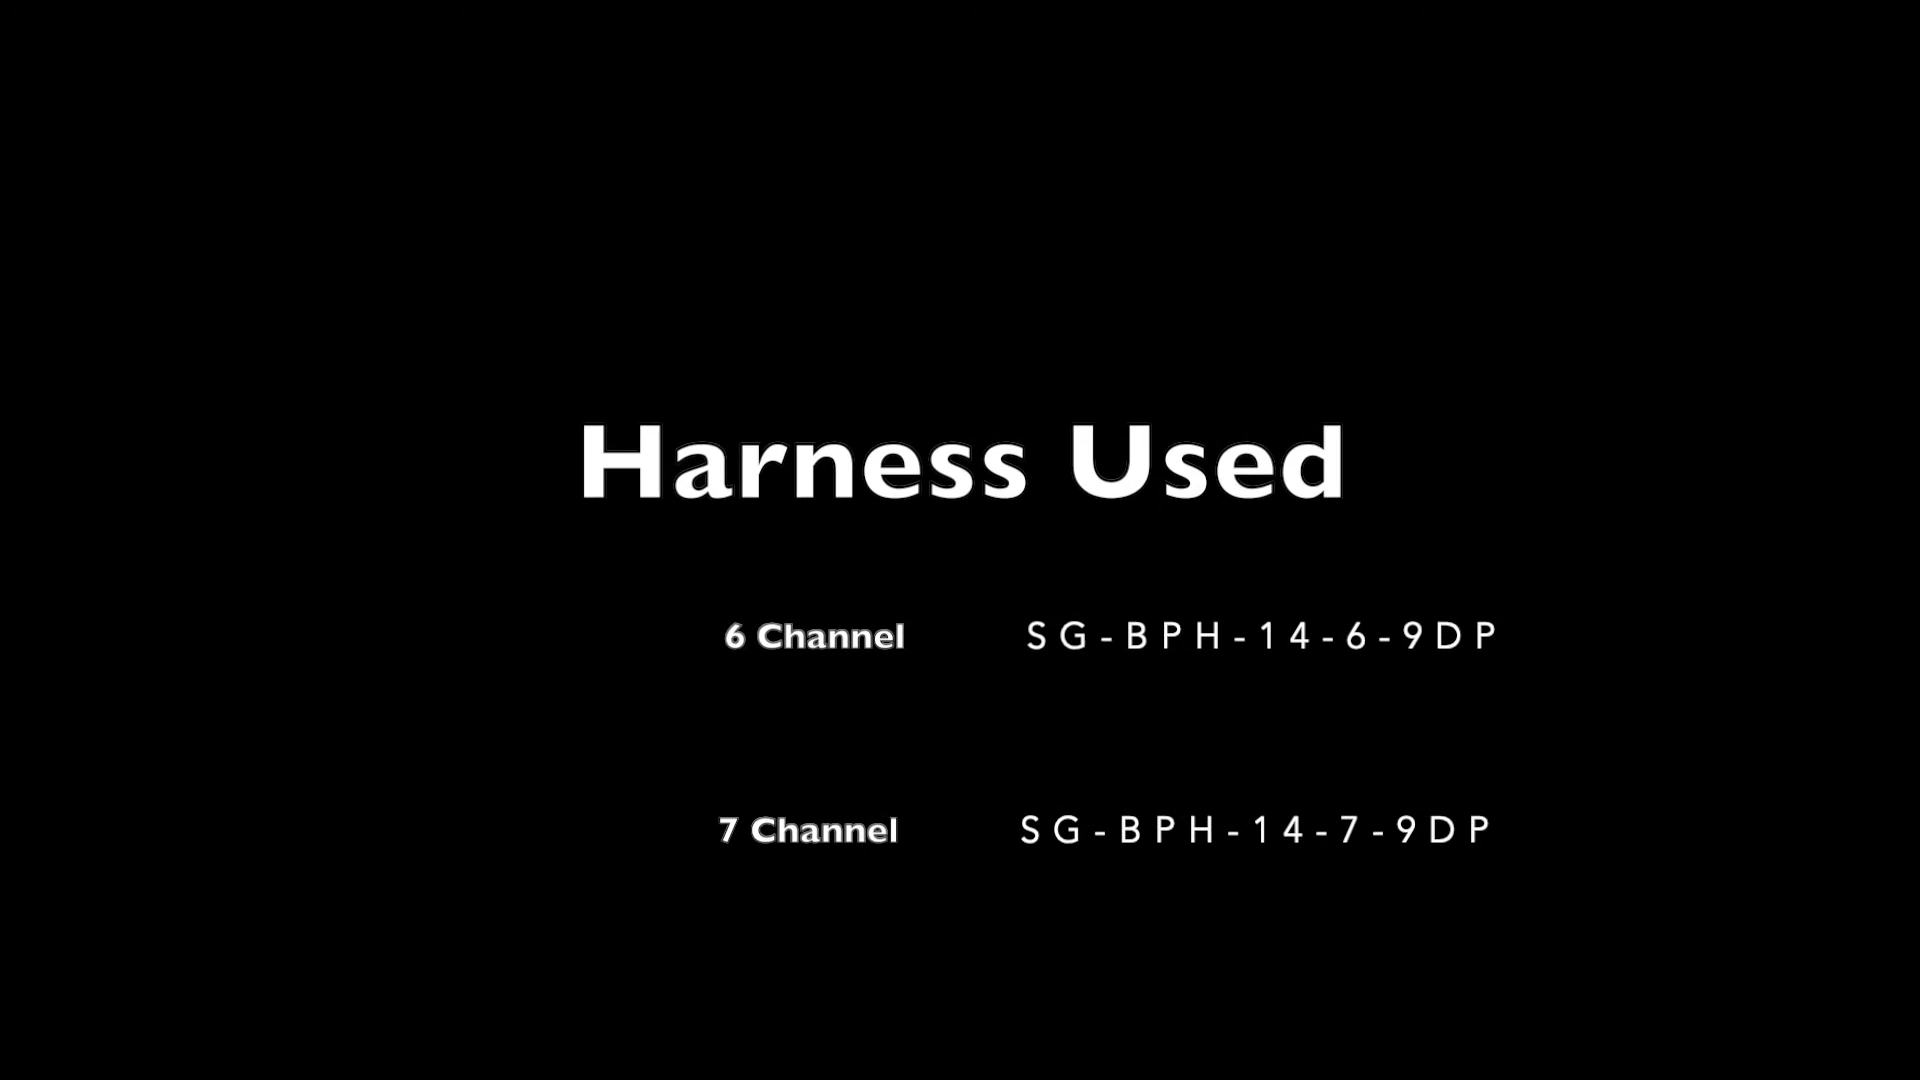 Harness Used
6 Channel SG-BPH-14-6-9DP
7 Channel SG-BPH-14-7-9DP